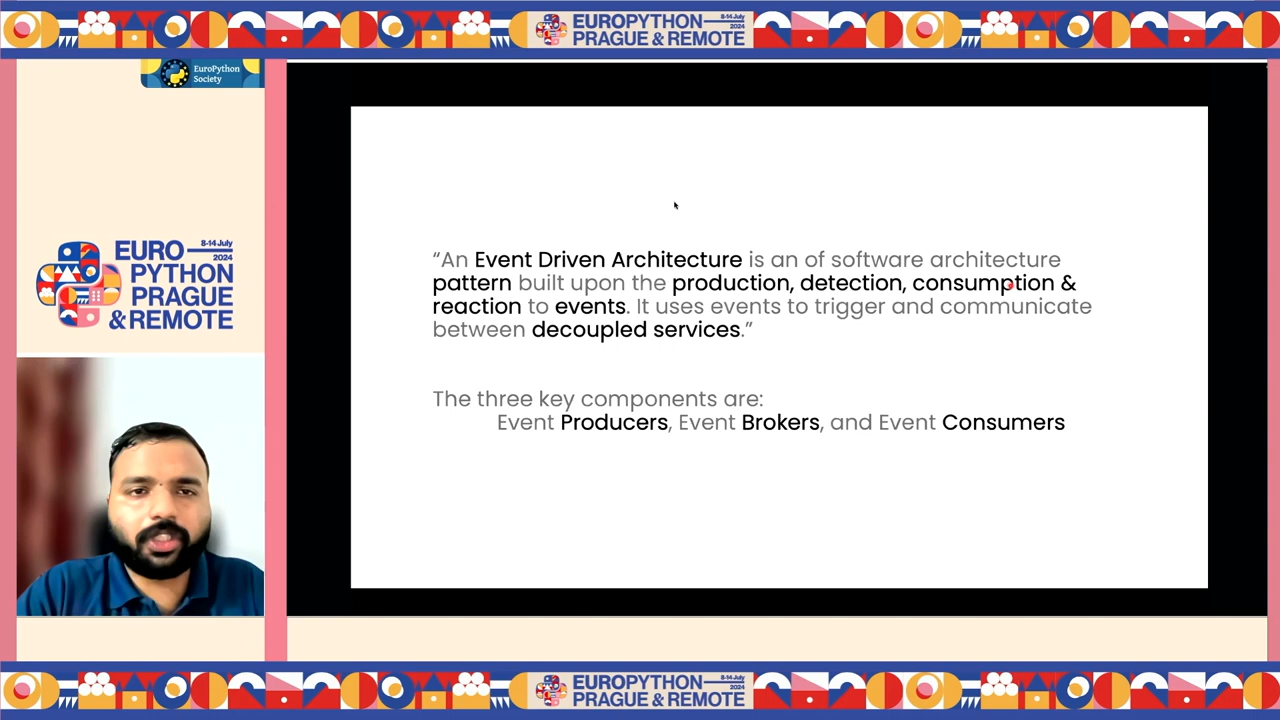 EUROPYTHON
8-14 July
2024
PRAGUE & REMOTE
EuroPython
Society
EURO
8-14 July
2024
PYTHON
PRAGUE
& REMOTE
“An Event Driven Architecture is an of software architecture
pattern built upon the production, detection, consumption &
reaction to events. It uses events to trigger and communicate
between decoupled services.”
The three key components are:
Event Producers, Event Brokers, and Event Consumers
EUROPYTHON
8-14 July
2024
PRAGUE & REMOTE